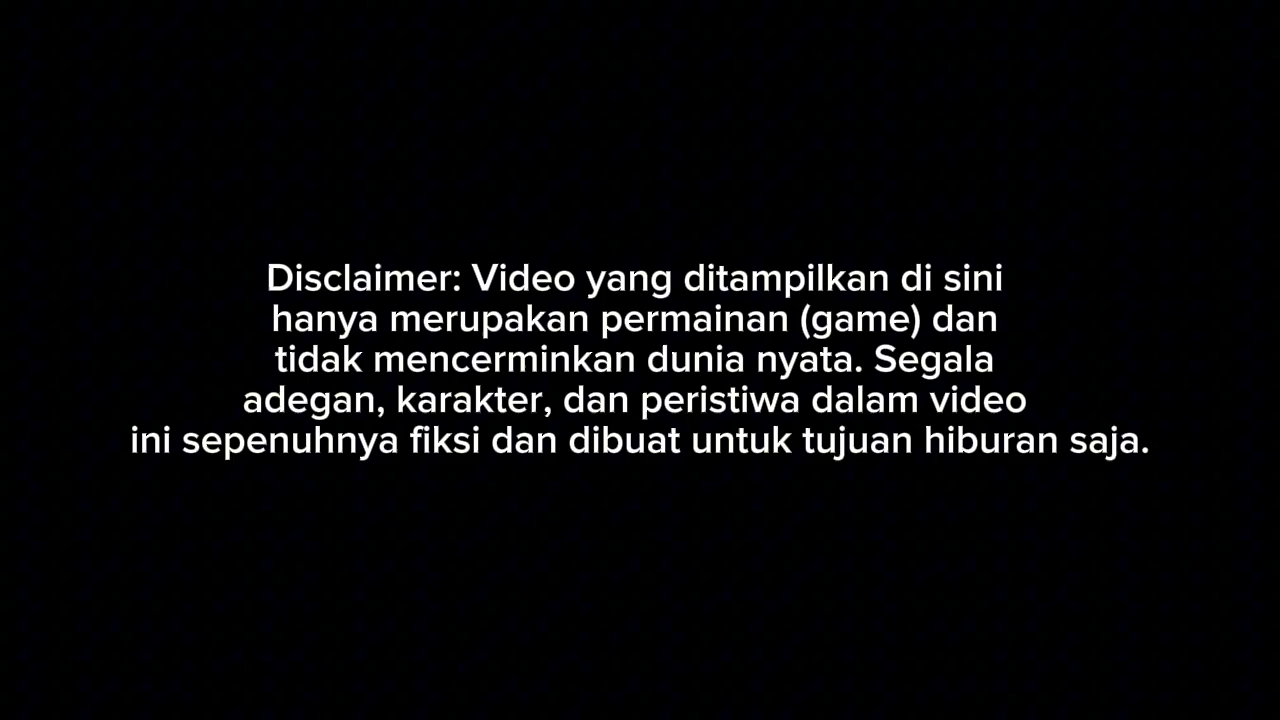 Disclaimer: Video yang ditampilkan di sini
hanya merupakan permainan (game) dan
tidak mencerminkan dunia nyata. Segala
adegan, karakter, dan peristiwa dalam video
ini sepenuhnya fiksi dan dibuat untuk tujuan hiburan saja.